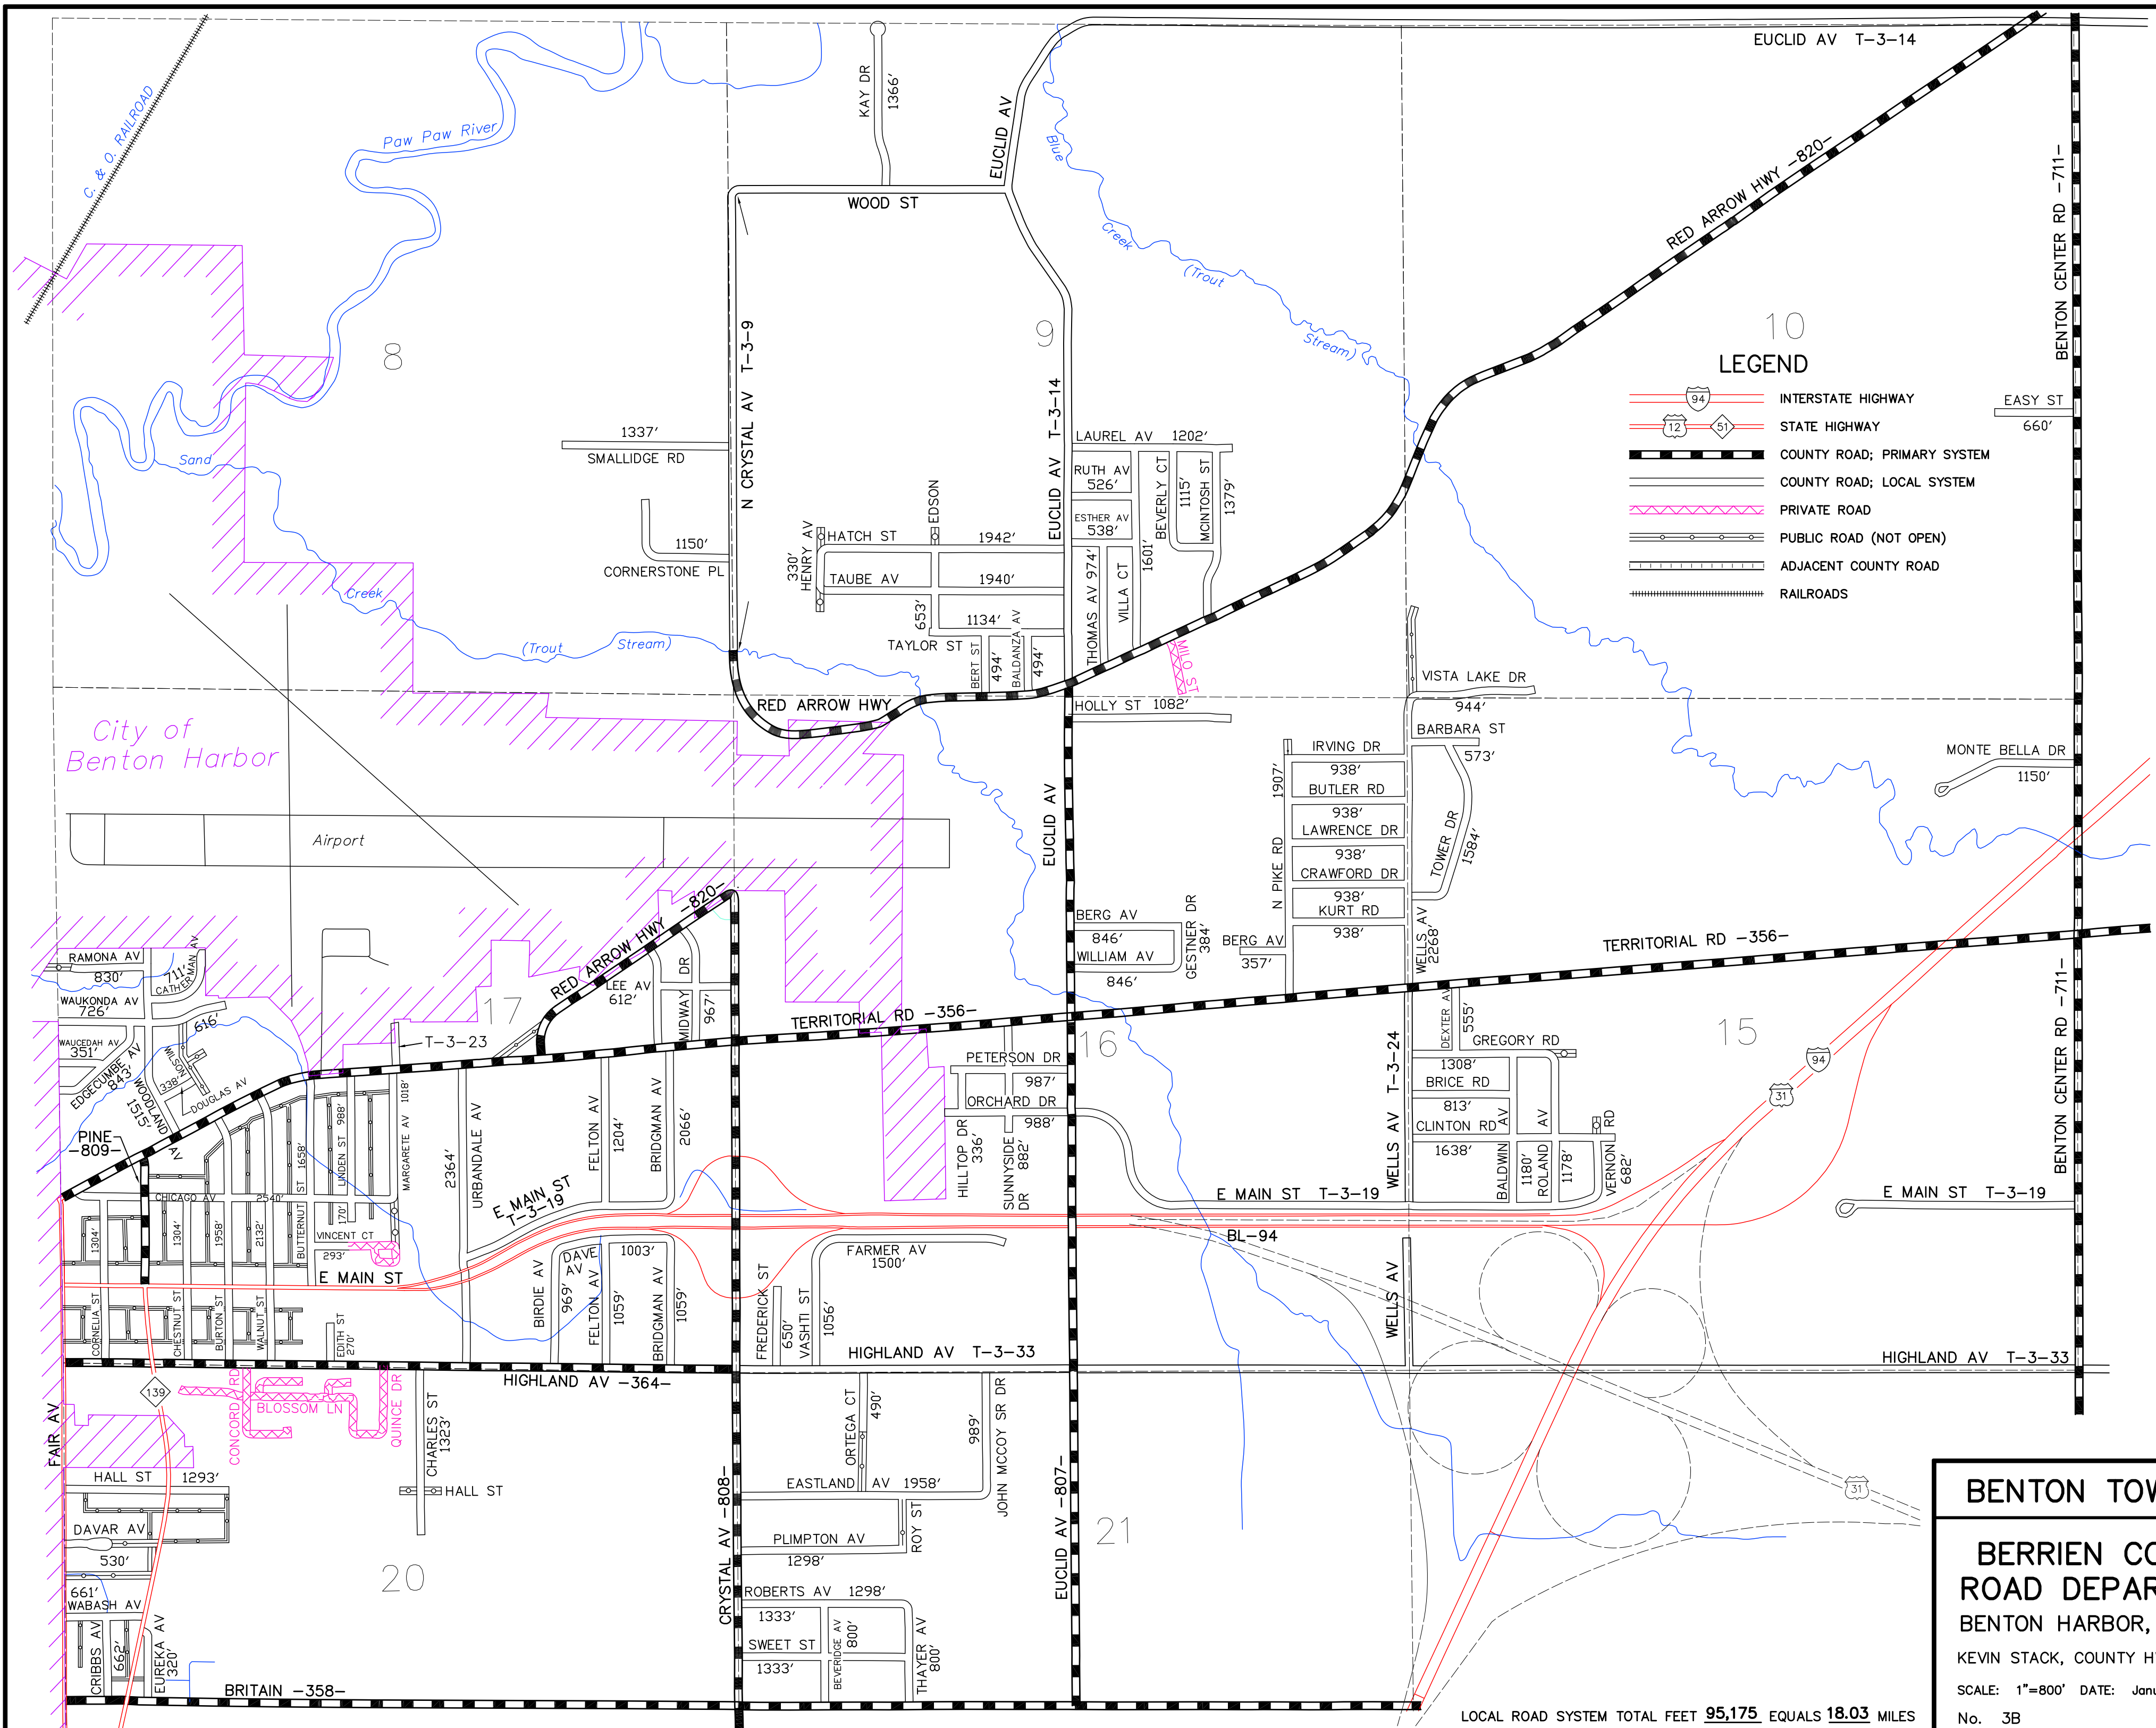 EUCLID AV T-3-14
C. & O. RAILROAD
Paw Paw River
KAY DR
1366'
EUCLID AV
WOOD ST
Blue
Creek
(Trout
Stream)
RED ARROW HWY -820-
BENTON CENTER RD -711-
8
9
10
N CRYSTAL AV T-3-9
EUCLID AV T-3-14
LEGEND
94 INTERSTATE HIGHWAY
12 51 STATE HIGHWAY
COUNTY ROAD; PRIMARY SYSTEM
COUNTY ROAD; LOCAL SYSTEM
PRIVATE ROAD
PUBLIC ROAD (NOT OPEN)
ADJACENT COUNTY ROAD
RAILROADS
EASY ST
660'
1337'
SMALLIDGE RD
Sand
Creek
(Trout Stream)
1150'
CORNERSTONE PL
LAUREL AV 1202'
RUTH AV
526'
ESTHER AV
538'
BEVERLY CT
1115'
MCINTOSH ST
1379'
1601'
VILLA CT
THOMAS AV 974'
EDSON
HENRY AV
330'
HATCH ST 1942'
TAUBE AV 1940'
653'
1134'
TAYLOR ST
BERT ST
494'
BALDANZA AV
494'
MILO ST
RED ARROW HWY
HOLLY ST 1082'
VISTA LAKE DR
944'
BARBARA ST
573'
IRVING DR
938'
BUTLER RD
938'
LAWRENCE DR
938'
CRAWFORD DR
938'
KURT RD
938'
1907'
N PIKE RD
TOWER DR
1584'
MONTE BELLA DR
1150'
City of
Benton Harbor
Airport
EUCLID AV
BERG AV
846'
WILLIAM AV
846'
GESTNER DR
384'
BERG AV
357'
WELLS AV
2268'
TERRITORIAL RD -356-
RAMONA AV
830'
711'
CATHERMAN AV
WAUKONDA AV
726'
616'
WAUCEDAH AV
351'
EDGECUMBE AV
843'
WILSON
338'
DOUGLAS AV
WOODLAND AV
1515'
PINE
-809-
17
RED ARROW HWY -820-
LEE AV
612'
MIDWAY DR
967'
T-3-23
TERRITORIAL RD -356-
16
15
PETERSON DR
987'
ORCHARD DR
988'
HILLTOP DR
336'
SUNNYSIDE DR
882'
DEXTER AV
555'
GREGORY RD
1308'
BRICE RD
813'
CLINTON RD
1638'
BALDWIN AV
1180'
ROLAND AV
1178'
VERNON RD
682'
WELLS AV T-3-24
94
31
BENTON CENTER RD -711-
CHICAGO AV 2540'
1304'
1304'
1958'
2132'
BUTTERNUT ST 1658'
LINDEN ST 988'
170'
MARGARETE AV 1018'
VINCENT CT
293'
2364'
URBANDALE AV
FELTON AV
1204'
BRIDGMAN AV
2066'
E MAIN ST
T-3-19
E MAIN ST T-3-19
E MAIN ST T-3-19
E MAIN ST
BL-94
CORNELIA ST
CHESTNUT ST
BURTON ST
WALNUT ST
EDITH ST
270'
BIRDIE AV
969'
DAVE AV
1003'
FELTON AV
1059'
BRIDGMAN AV
1059'
FREDERICK ST
650'
VASHTI ST
1056'
FARMER AV
1500'
WELLS AV
HIGHLAND AV T-3-33
HIGHLAND AV T-3-33
HIGHLAND AV -364-
139
FAIR AV
CONCORD RD
BLOSSOM LN
QUINCE DR
CHARLES ST
1323'
HALL ST 1293'
HALL ST
DAVAR AV
530'
661'
WABASH AV
CRIBBS AV
662'
EUREKA AV
320'
20
21
CRYSTAL AV -808-
ORTEGA CT
490'
989'
JOHN MCCOY SR DR
EASTLAND AV 1958'
ROY ST
PLIMPTON AV
1298'
ROBERTS AV 1298'
1333'
SWEET ST
1333'
BEVERIDGE AV
800'
THAYER AV
800'
EUCLID AV -807-
31
BRITAIN -358-
LOCAL ROAD SYSTEM TOTAL FEET 95,175 EQUALS 18.03 MILES
BENTON TOW
BERRIEN CO
ROAD DEPAR
BENTON HARBOR,
KEVIN STACK, COUNTY H
SCALE: 1"=800' DATE: Janu
No. 3B